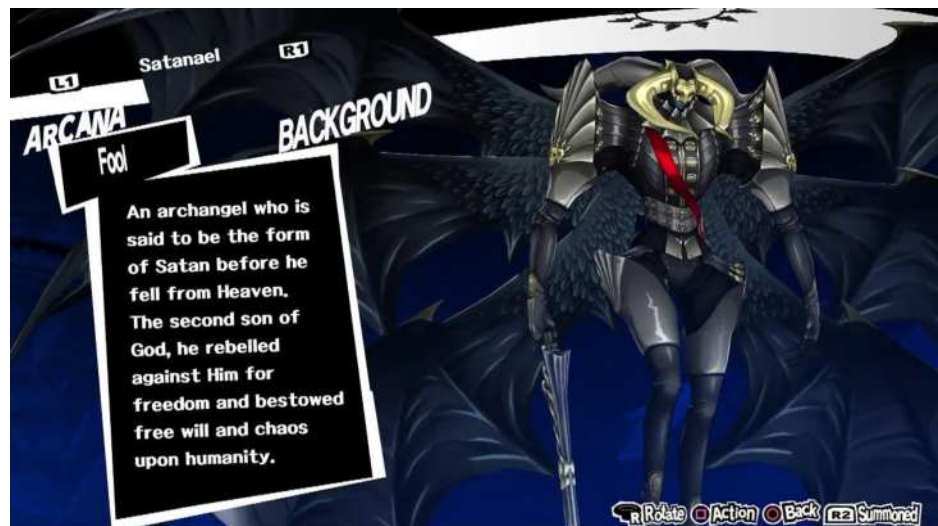 L1 Satanael R1
ARCANA
Fool
BACKGROUND
An archangel who is
said to be the form
of Satan before he
fell from Heaven.
The second son of
God, he rebelled
against Him for
freedom and bestowed
free will and chaos
upon humanity.
R Rotate Action Back R2 Summoned